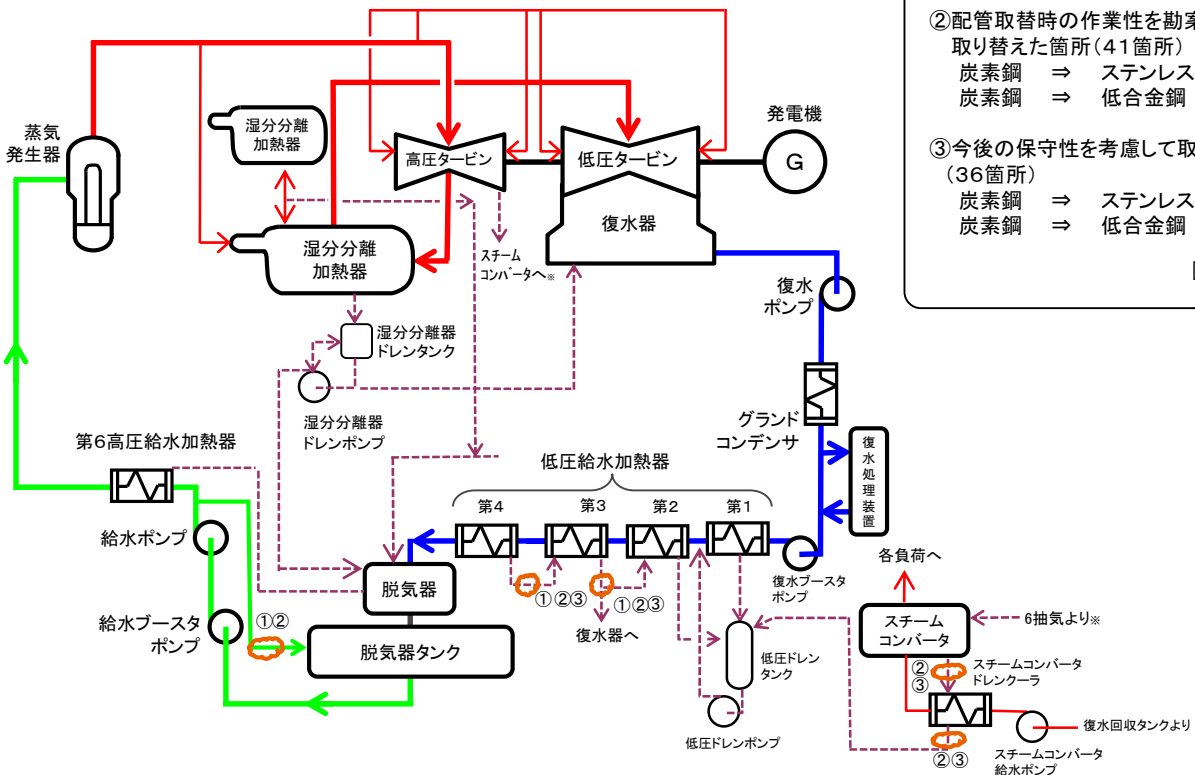 ②配管取替時の作業性を勘案
取り替えた箇所(41箇所)
炭素鋼 ⇒ ステンレス
炭素鋼 ⇒ 低合金鋼
③今後の保守性を考慮して取
(36箇所)
炭素鋼 ⇒ ステンレス
炭素鋼 ⇒ 低合金鋼
蒸気
発生器
湿分分離
加熱器
高圧タービン
低圧タービン
発電機
G
復水器
湿分分離
加熱器
スチーム
コンバータへ※
復水
ポンプ
湿分分離器
ドレンタンク
湿分分離器
ドレンポンプ
グランド
コンデンサ
復水処理装置
第6高圧給水加熱器
低圧給水加熱器
第4
第3
第2
第1
給水ポンプ
復水ブースタ
ポンプ
各負荷へ
脱気器
①②③
①②③
復水器へ
給水ブースタ
ポンプ
①②
脱気器タンク
低圧ドレン
タンク
スチーム
コンバータ
6抽気より※
②
③
スチームコンバータ
ドレンクーラ
低圧ドレンポンプ
復水回収タンクより
②③
スチームコンバータ
給水ポンプ